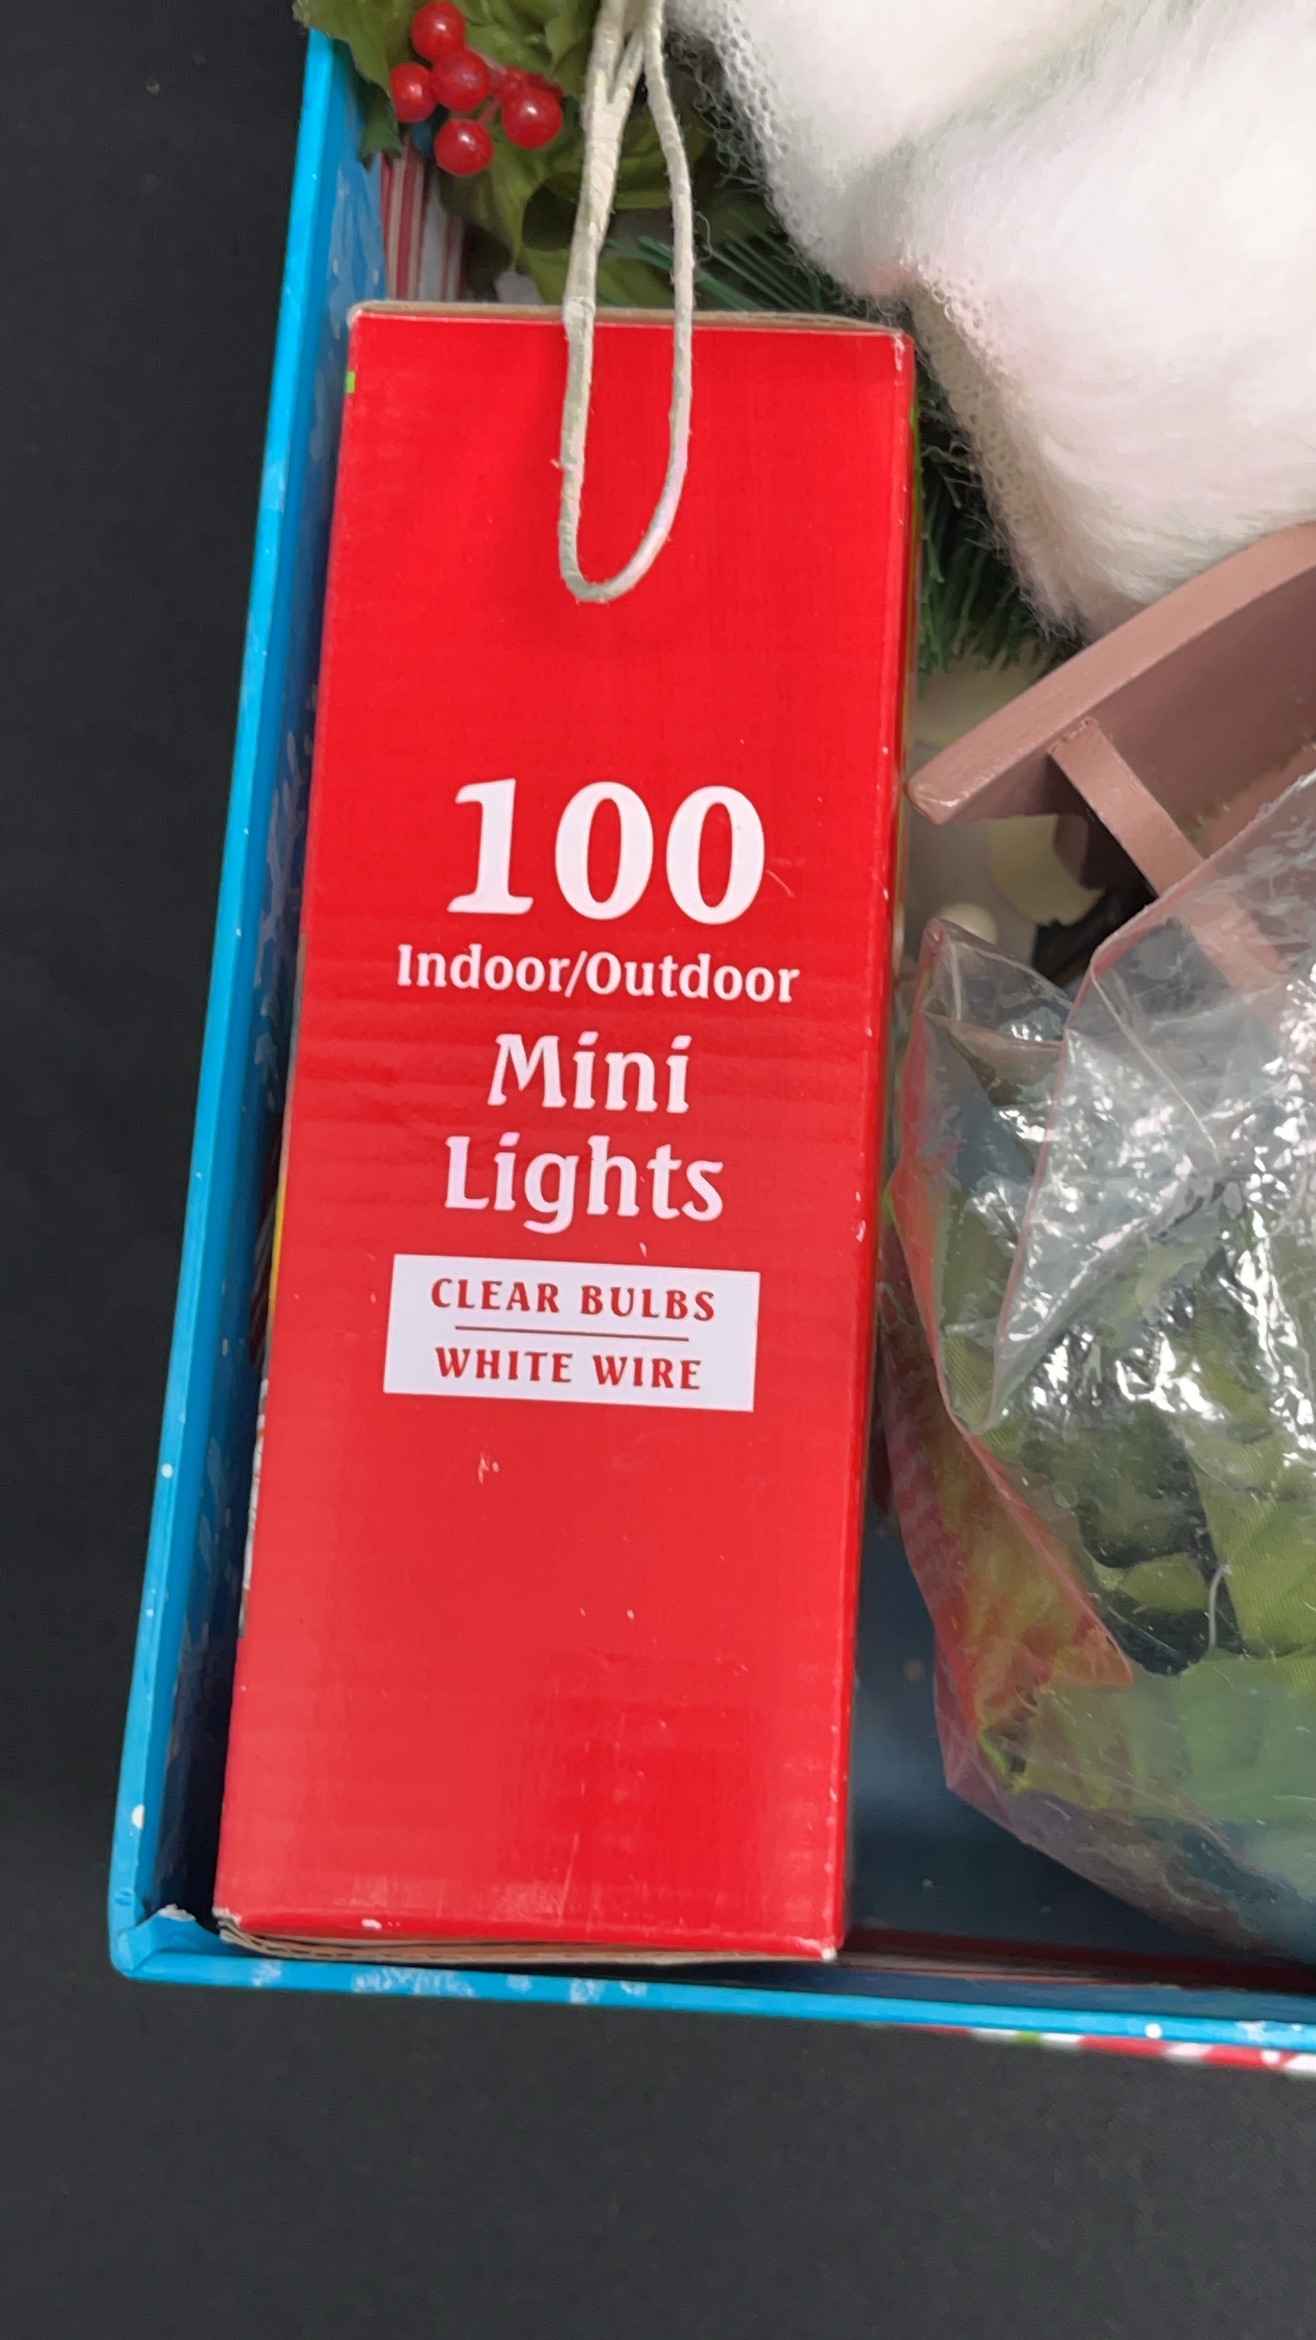 100
Indoor/Outdoor
Mini
Lights
CLEAR BULBS
WHITE WIRE